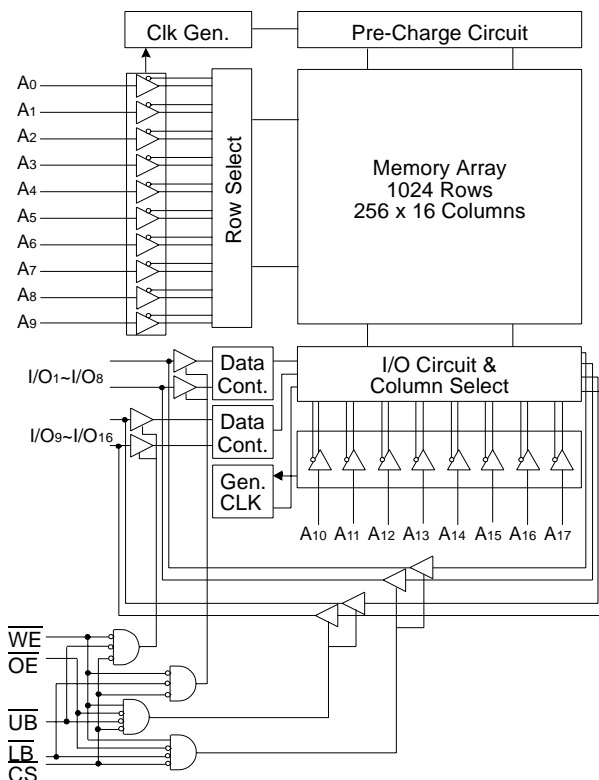 Clk Gen.
Pre-Charge Circuit
A0
A1
A2
A3
A4
A5
A6
A7
A8
A9
Row Select
Memory Array
1024 Rows
256 x 16 Columns
I/O1~I/O8
Data
Cont.
I/O Circuit &
Column Select
I/O9~I/O16
Data
Cont.
Gen.
CLK
A10 A11 A12 A13 A14 A15 A16 A17
WE
OE
UB
LB
CS